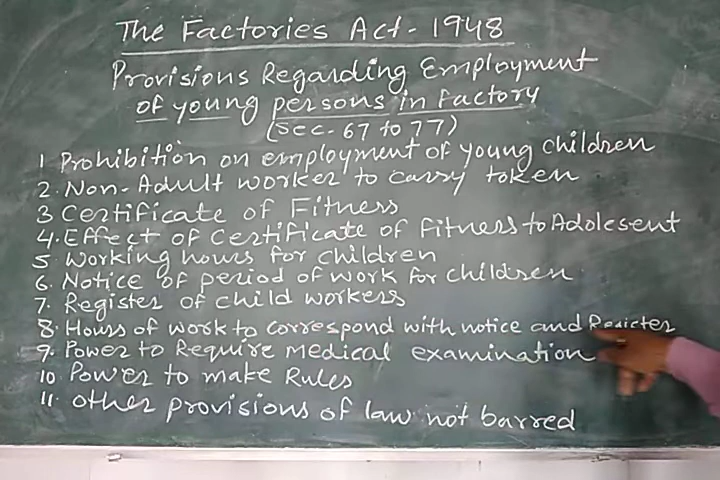 The Factories Act - 1948
Provisions Regarding Employment
of young persons in factory
(Sec. 67 to 77)
1 Prohibition on employment of young children
2. Non-Adult worker to carry token
3 Certificate of Fitness
4. Effect of Certificate of fitness to Adolesent
5. Working hours for children
6. Notice of period of work for children
7. Register of child workers
8. Hours of work to correspond with notice and Register
9. Power to Require medical examination
10. Power to make Rules
11. other provisions of law not barred